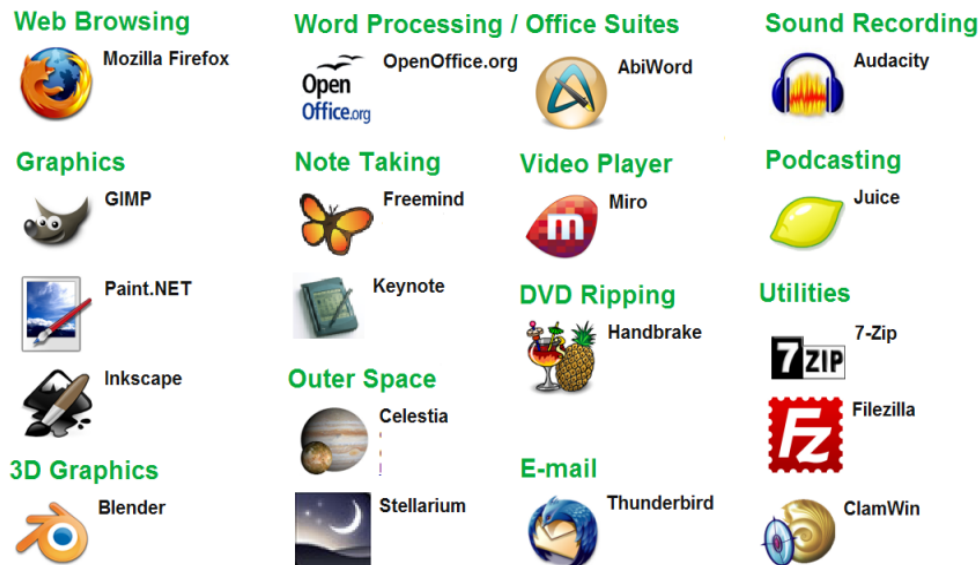 Web Browsing
Mozilla Firefox
Word Processing / Office Suites
OpenOffice.org
Open
Office.org
AbiWord
Sound Recording
Audacity
Graphics
GIMP
Paint.NET
Inkscape
Note Taking
Freemind
Keynote
Video Player
m
Miro
Podcasting
Juice
DVD Ripping
Handbrake
Utilities
7-Zip
7ZIP
Filezilla
Fz
ClamWin
Outer Space
Celestia
Stellarium
3D Graphics
Blender
E-mail
Thunderbird